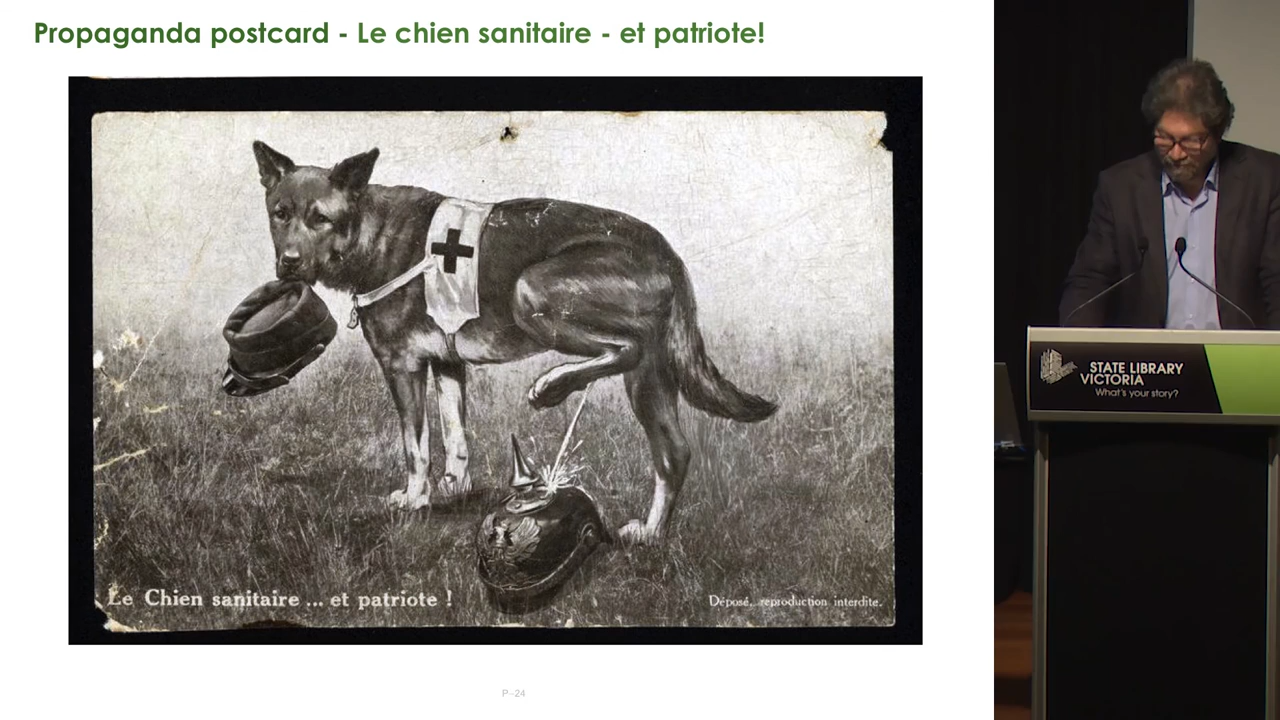 Propaganda postcard - Le chien sanitaire - et patriote!
Le Chien sanitaire ... et patriote !
Déposé, reproduction interdite.
P-24
STATE LIBRARY
VICTORIA
What's your story?